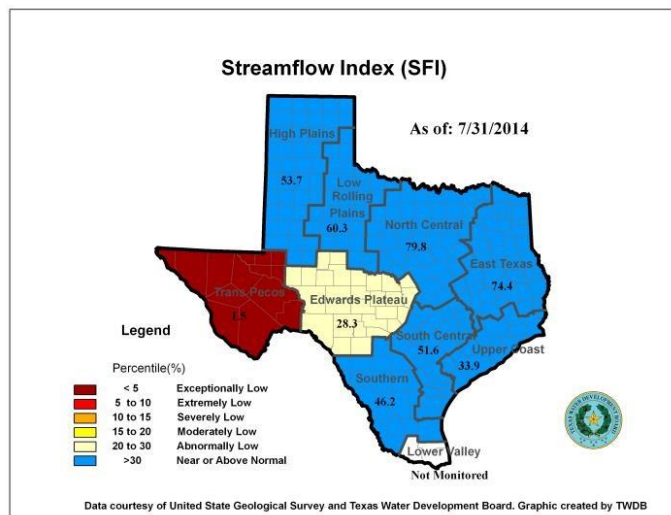 Streamflow Index (SFI)
As of: 7/31/2014
High Plains
53.7
Low
Rolling
Plains
60.3
North Central
79.8
East Texas
74.4
Trans Pecos
1.5
Edwards Plateau
28.3
South Central
51.6
Upper Coast
33.9
Southern
46.2
Lower Valley
Not Monitored
Legend
Percentile(%)
< 5 Exceptionally Low
5 to 10 Extremely Low
10 to 15 Severely Low
15 to 20 Moderately Low
20 to 30 Abnormally Low
>30 Near or Above Normal
TEXAS WATER DEVELOPMENT BOARD
Data courtesy of United State Geological Survey and Texas Water Development Board. Graphic created by TWDB